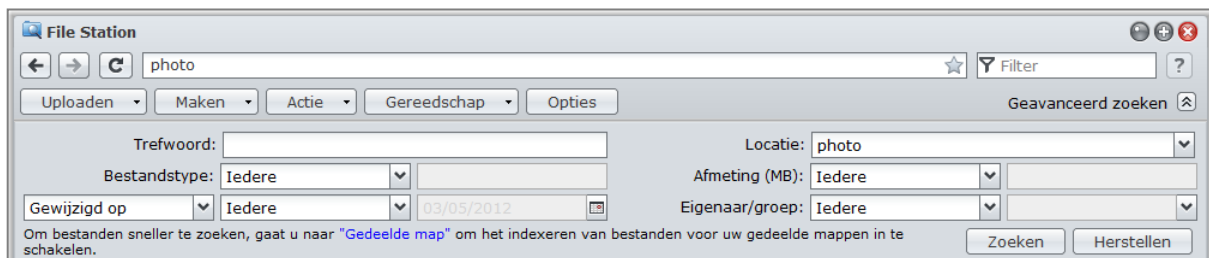 File Station
photo Filter ?
Uploaden Maken Actie Gereedschap Opties Geavanceerd zoeken
Trefwoord: Locatie: photo
Bestandstype: Iedere Afmeting (MB): Iedere
Gewijzigd op Iedere 03/05/2012 Eigenaar/groep: Iedere
Om bestanden sneller te zoeken, gaat u naar "Gedeelde map" om het indexeren van bestanden voor uw gedeelde mappen in te
schakelen. Zoeken Herstellen